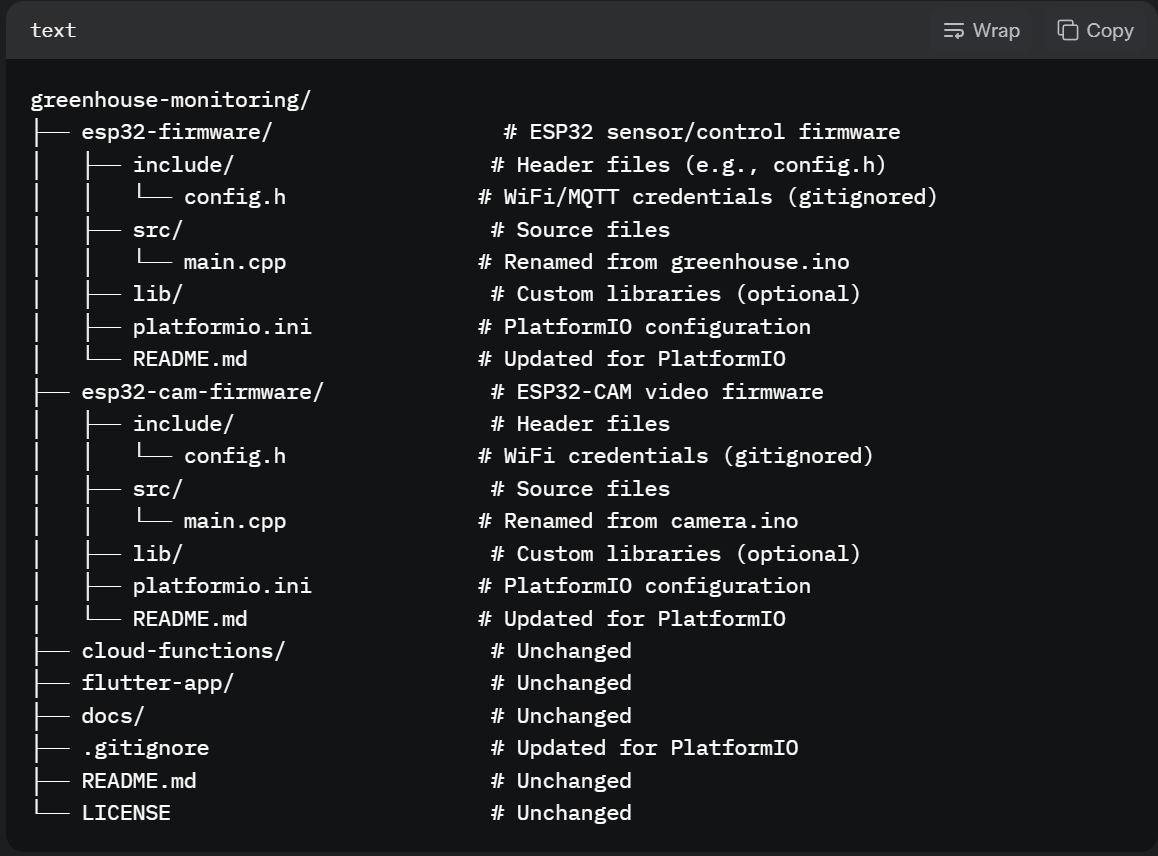 text
Wrap
Copy
greenhouse-monitoring/
├── esp32-firmware/                  # ESP32 sensor/control firmware
│   ├── include/                    # Header files (e.g., config.h)
│   │   └── config.h               # WiFi/MQTT credentials (gitignored)
│   ├── src/                        # Source files
│   │   └── main.cpp               # Renamed from greenhouse.ino
│   ├── lib/                        # Custom libraries (optional)
│   ├── platformio.ini             # PlatformIO configuration
│   └── README.md                  # Updated for PlatformIO
├── esp32-cam-firmware/             # ESP32-CAM video firmware
│   ├── include/                    # Header files
│   │   └── config.h               # WiFi credentials (gitignored)
│   ├── src/                        # Source files
│   │   └── main.cpp               # Renamed from camera.ino
│   ├── lib/                        # Custom libraries (optional)
│   ├── platformio.ini             # PlatformIO configuration
│   └── README.md                  # Updated for PlatformIO
├── cloud-functions/                # Unchanged
├── flutter-app/                    # Unchanged
├── docs/                           # Unchanged
├── .gitignore                      # Updated for PlatformIO
├── README.md                       # Unchanged
└── LICENSE                         # Unchanged